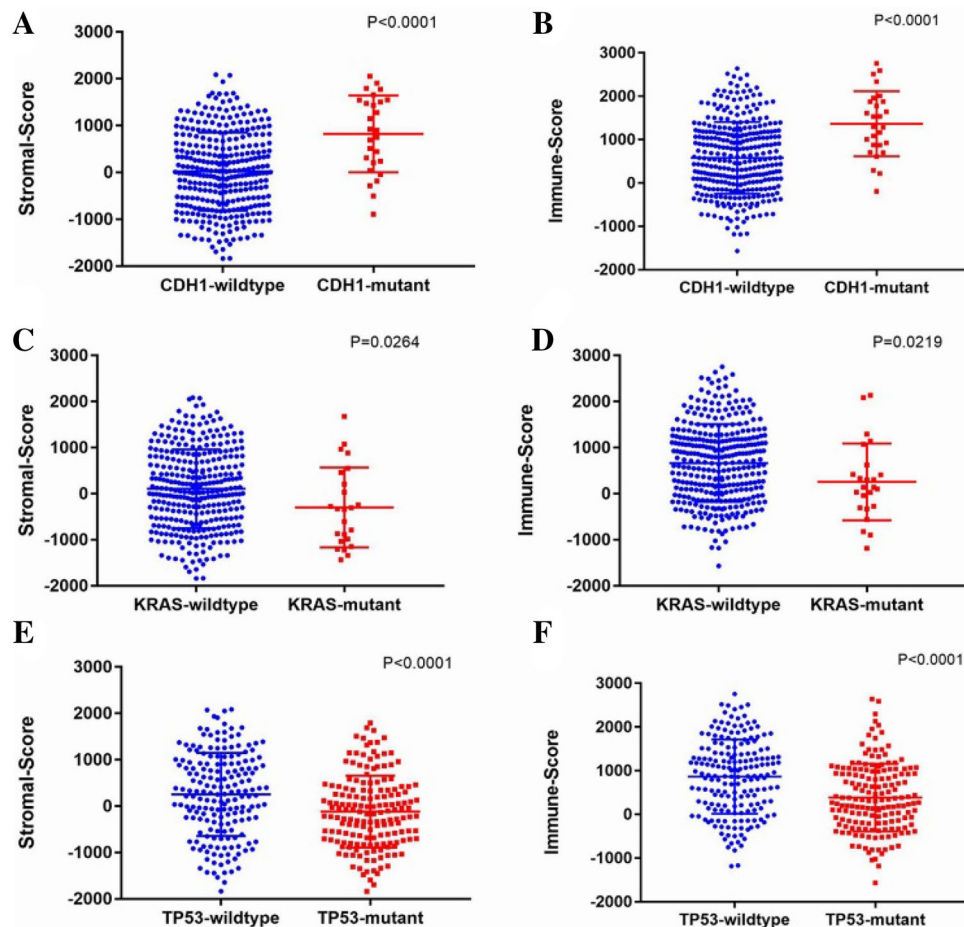 A
P<0.0001
Stromal-Score
3000
2000
1000
0
-1000
-2000
CDH1-wildtype CDH1-mutant
B
P<0.0001
Immune-Score
3000
2000
1000
0
-1000
-2000
CDH1-wildtype CDH1-mutant
C
P=0.0264
Stromal-Score
3000
2000
1000
0
-1000
-2000
KRAS-wildtype KRAS-mutant
D
P=0.0219
Immune-Score
3000
2000
1000
0
-1000
-2000
KRAS-wildtype KRAS-mutant
E
P<0.0001
Stromal-Score
3000
2000
1000
0
-1000
-2000
TP53-wildtype TP53-mutant
F
P<0.0001
Immune-Score
3000
2000
1000
0
-1000
-2000
TP53-wildtype TP53-mutant